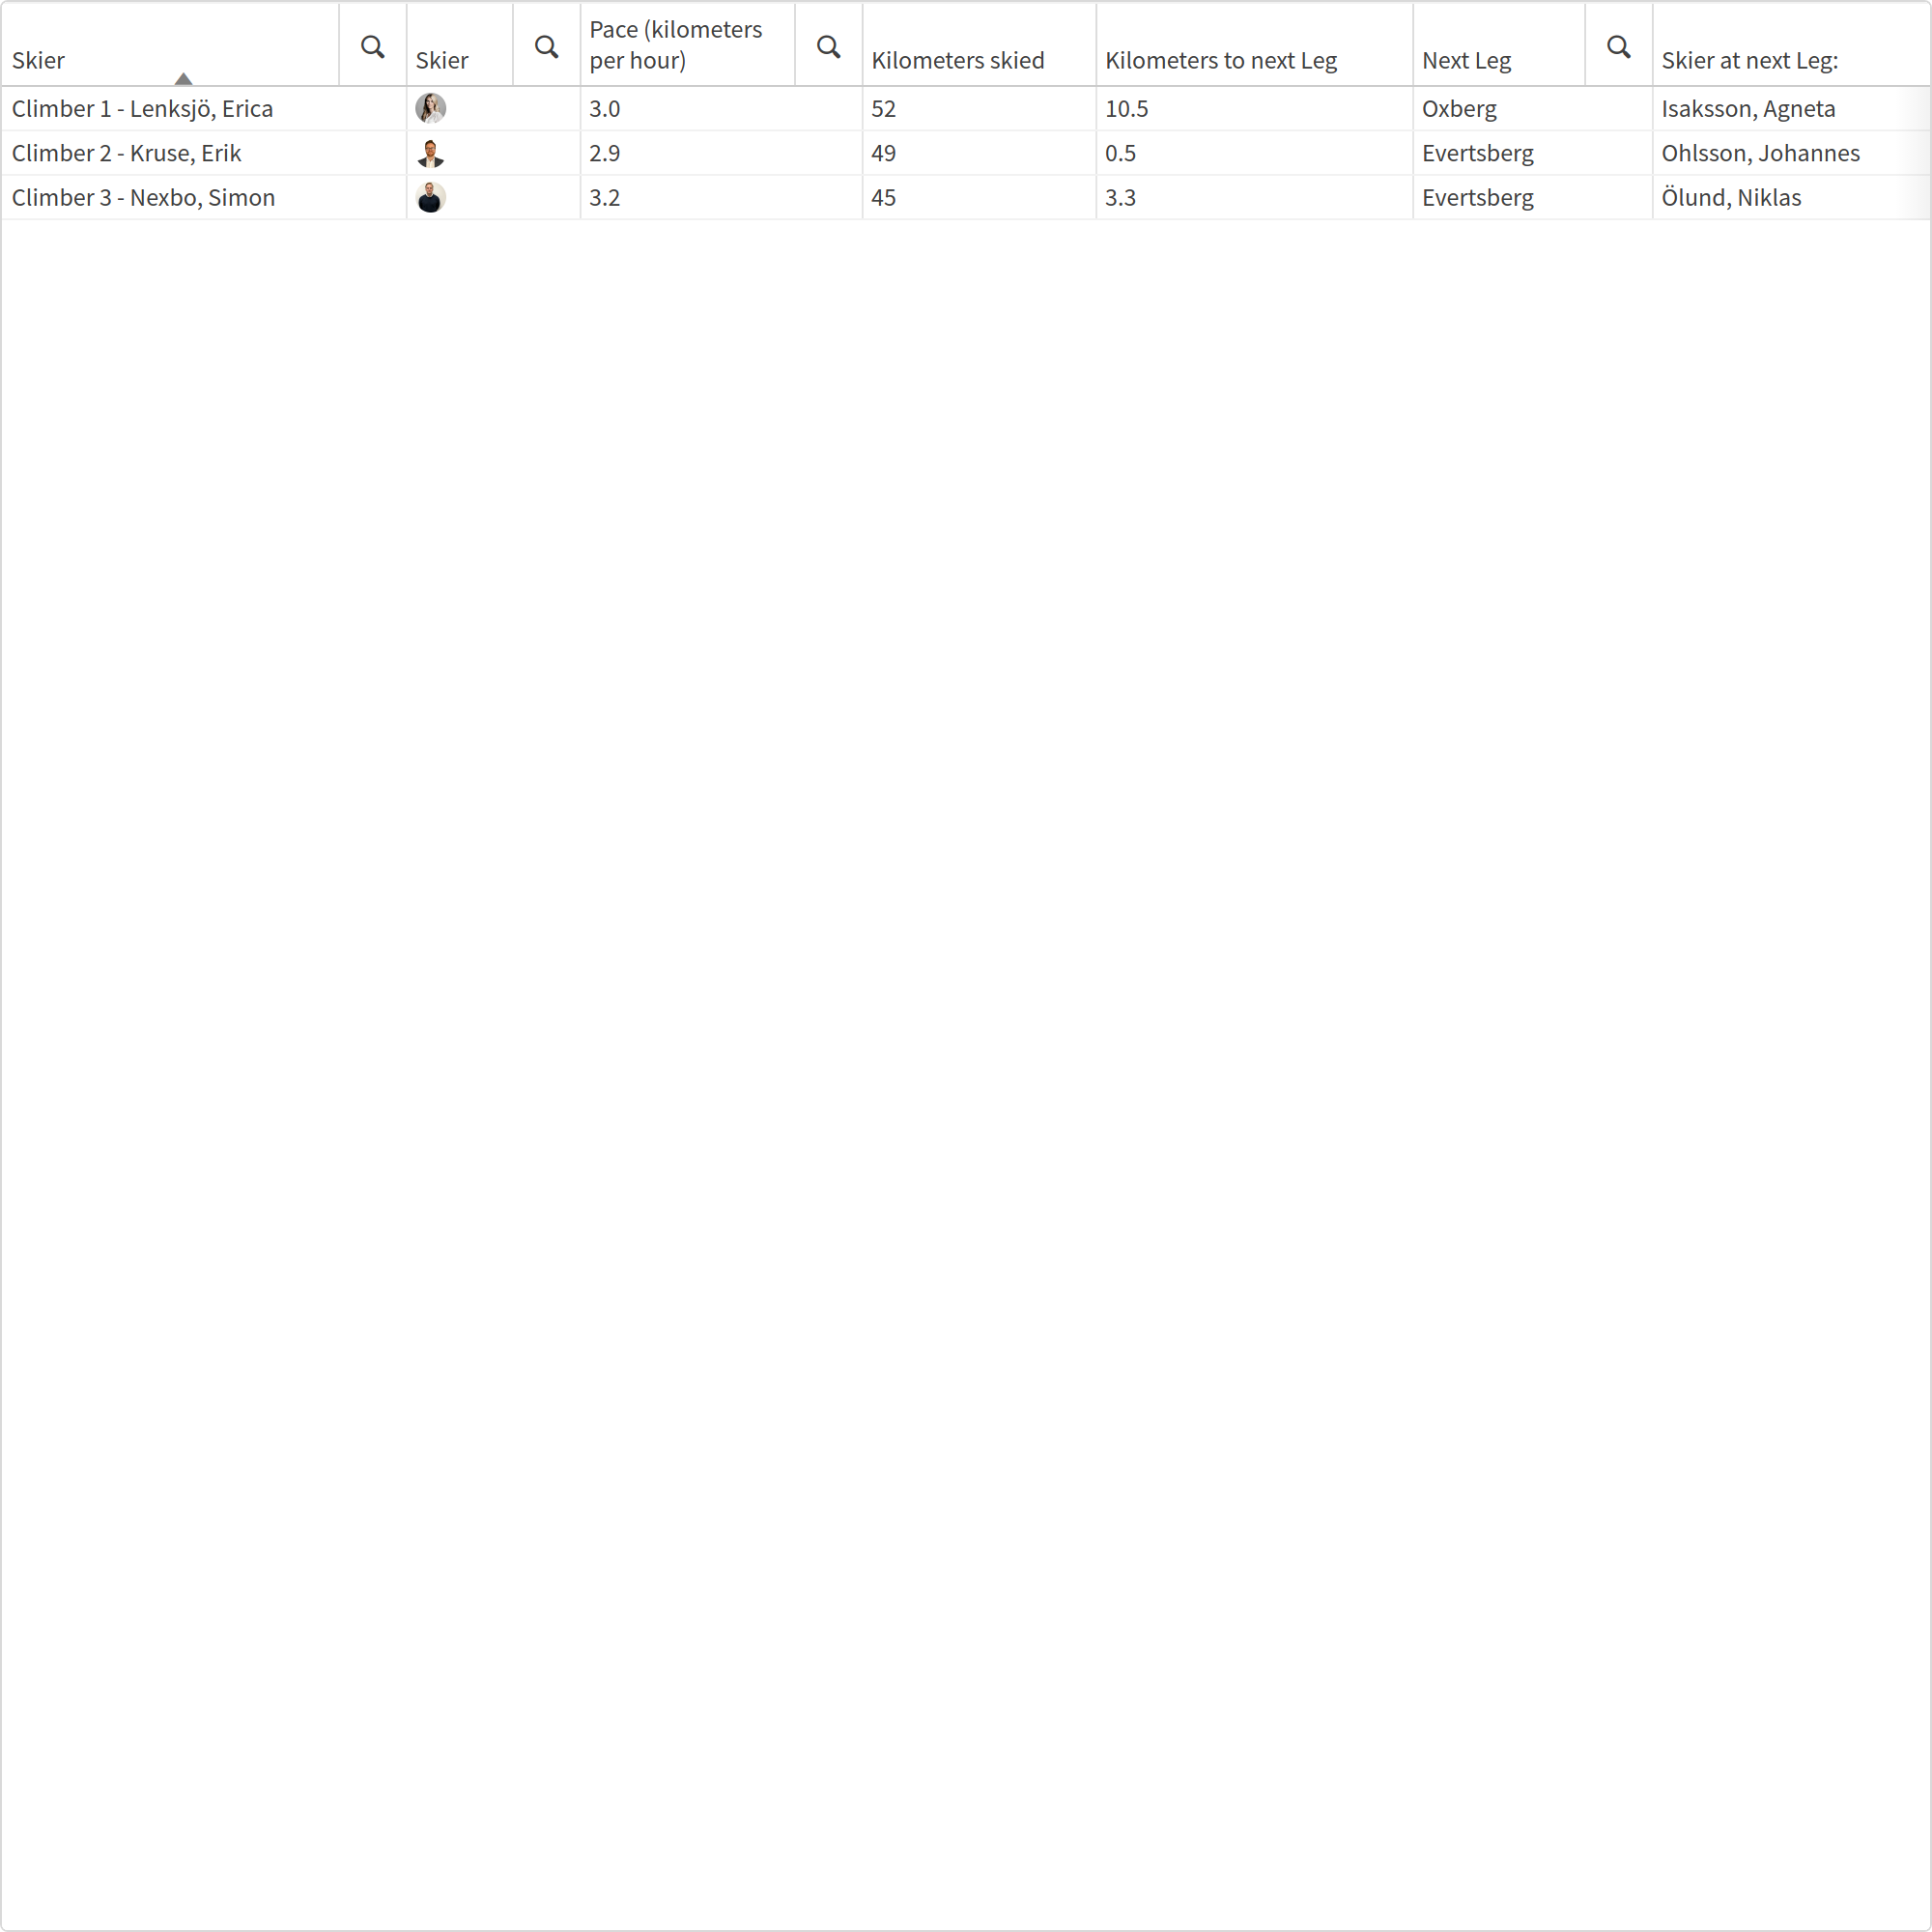 Skier Skier Pace (kilometers per hour) Kilometers skied Kilometers to next Leg Next Leg Skier at next Leg:
Climber 1 - Lenksjö, Erica 3.0 52 10.5 Oxberg Isaksson, Agneta
Climber 2 - Kruse, Erik 2.9 49 0.5 Evertsberg Ohlsson, Johannes
Climber 3 - Nexbo, Simon 3.2 45 3.3 Evertsberg Ölund, Niklas